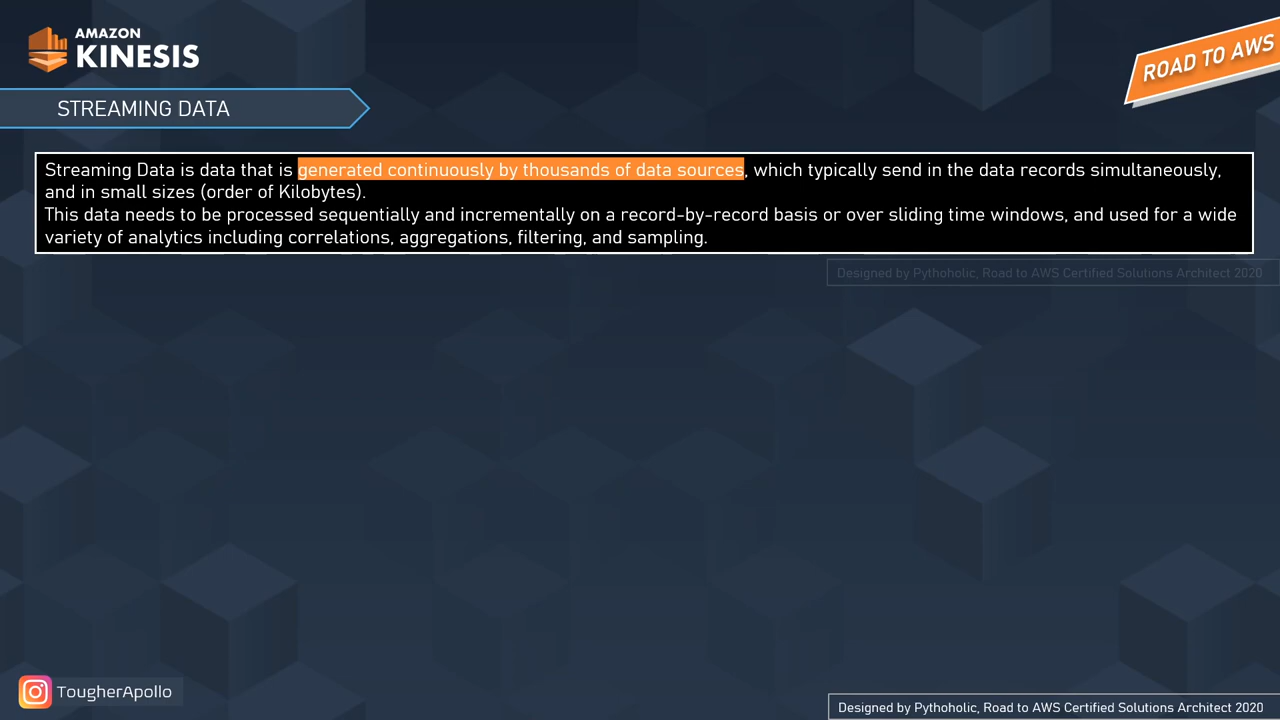 AMAZON
KINESIS
ROAD TO AWS
STREAMING DATA
Streaming Data is data that is generated continuously by thousands of data sources, which typically send in the data records simultaneously,
and in small sizes (order of Kilobytes).
This data needs to be processed sequentially and incrementally on a record-by-record basis or over sliding time windows, and used for a wide
variety of analytics including correlations, aggregations, filtering, and sampling.
Designed by Pythoholic, Road to AWS Certified Solutions Architect 2020
TougherApollo
Designed by Pythoholic, Road to AWS Certified Solutions Architect 2020